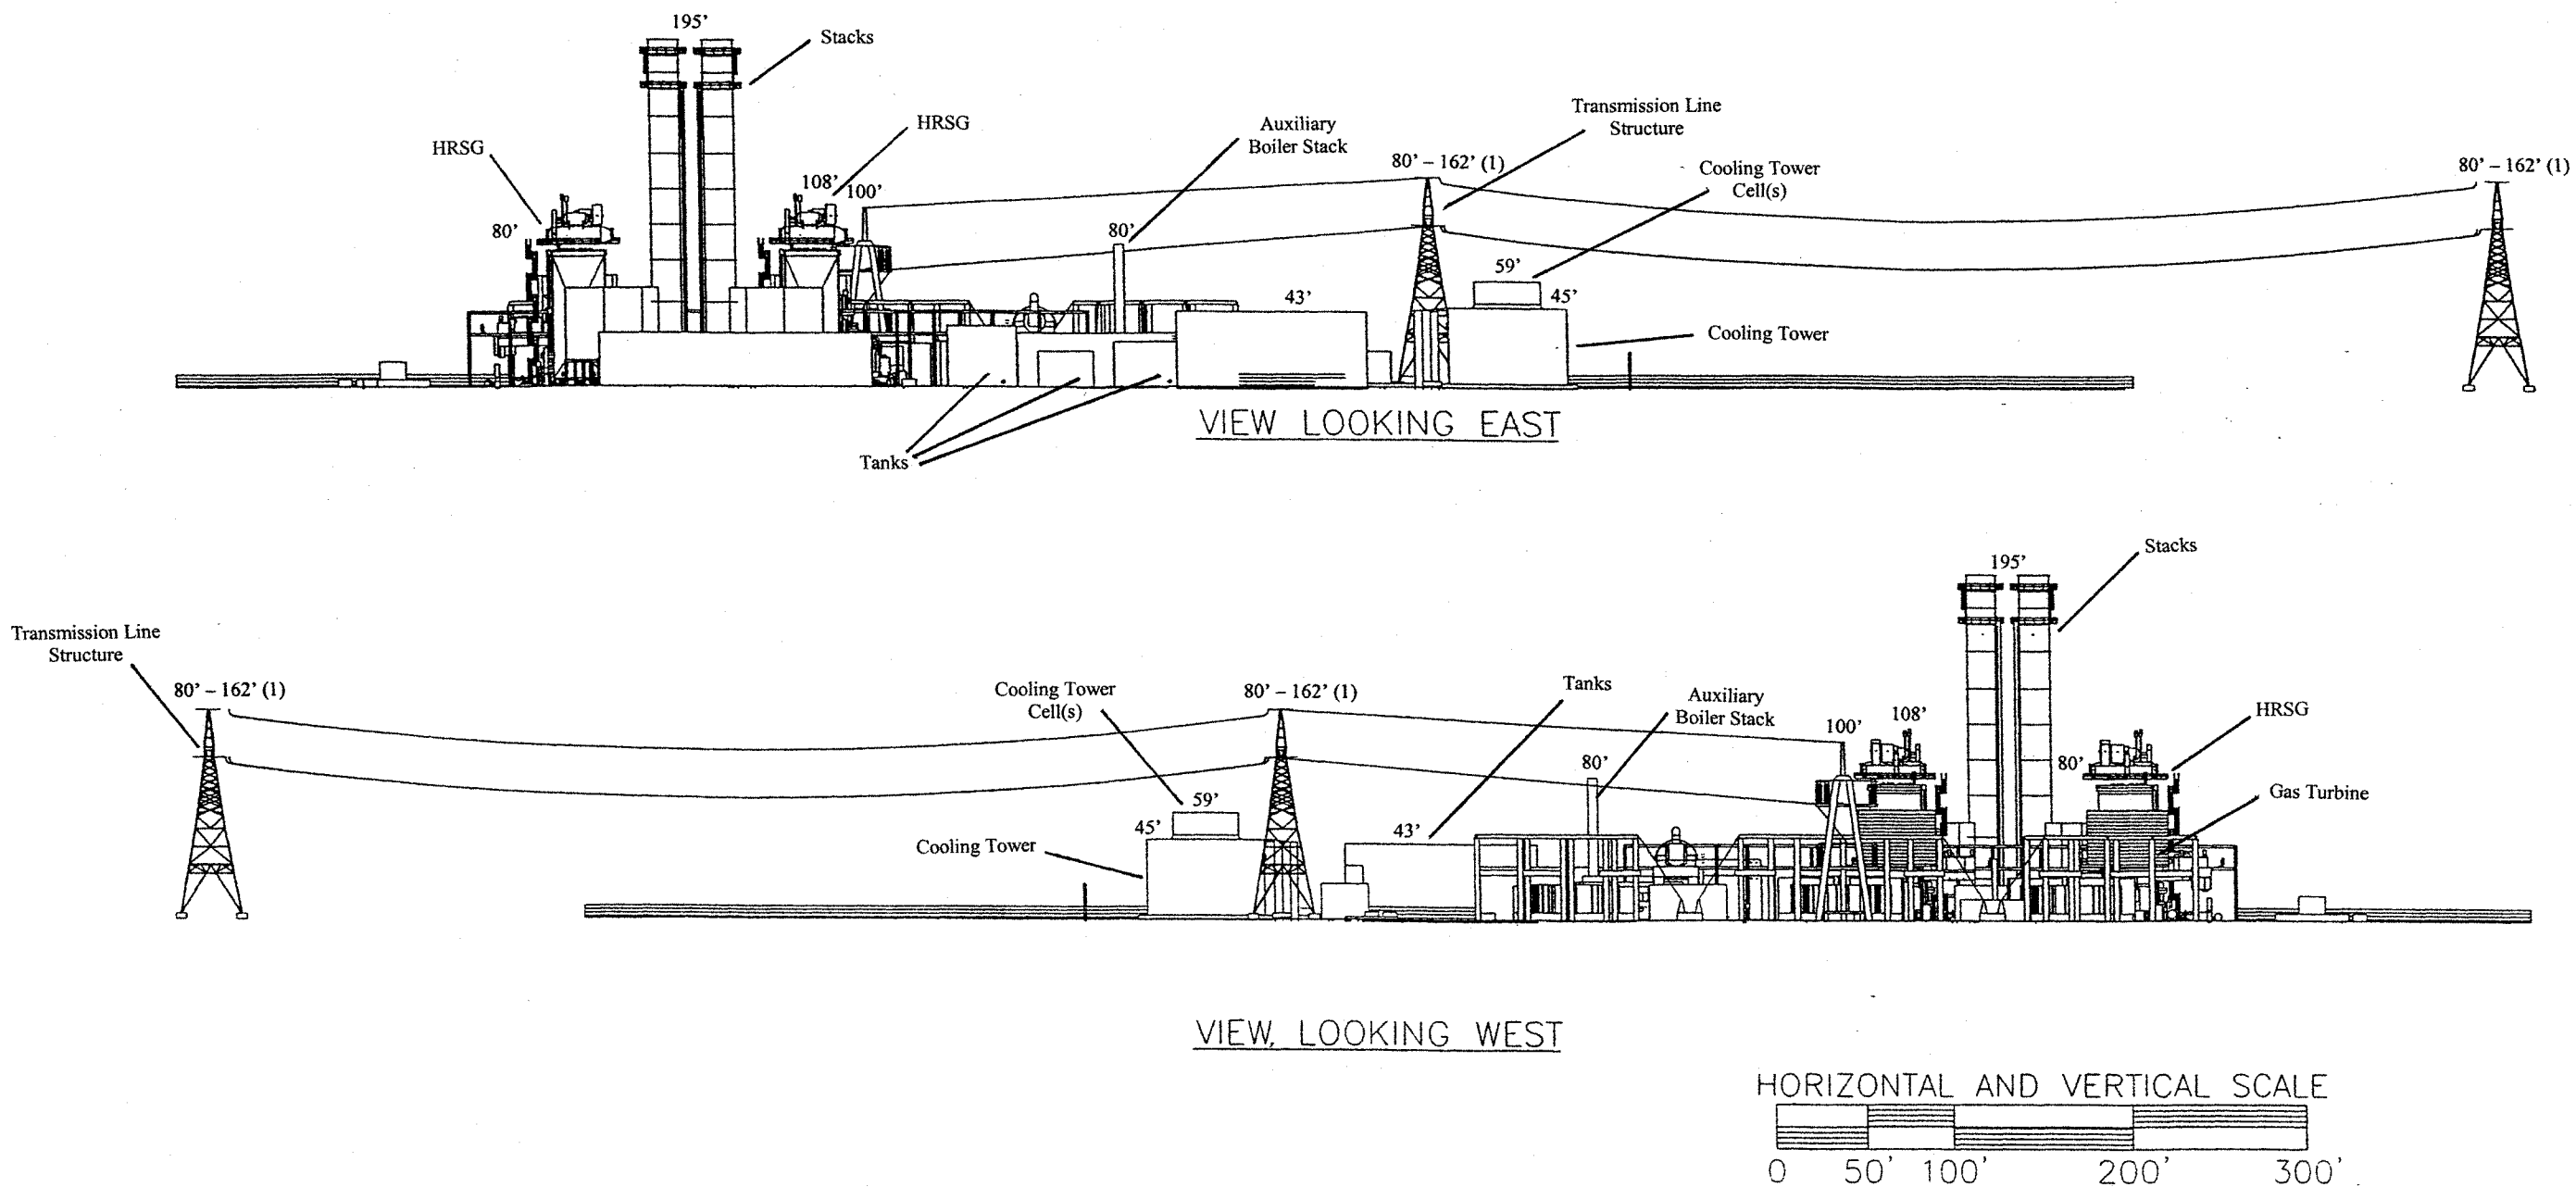 195'
Stacks
HRSG
HRSG
108'
100'
80'
Auxiliary
Boiler Stack
80'
Transmission Line
Structure
80' – 162' (1)
Cooling Tower
Cell(s)
80' – 162' (1)
59'
43'
45'
Cooling Tower
Tanks
VIEW LOOKING EAST
195'
Stacks
Transmission Line
Structure
80' – 162' (1)
Cooling Tower
Cell(s)
80' – 162' (1)
Tanks
Auxiliary
Boiler Stack
100'
108'
HRSG
80'
80'
Gas Turbine
59'
45'
43'
Cooling Tower
VIEW, LOOKING WEST
HORIZONTAL AND VERTICAL SCALE
0 50' 100' 200' 300'